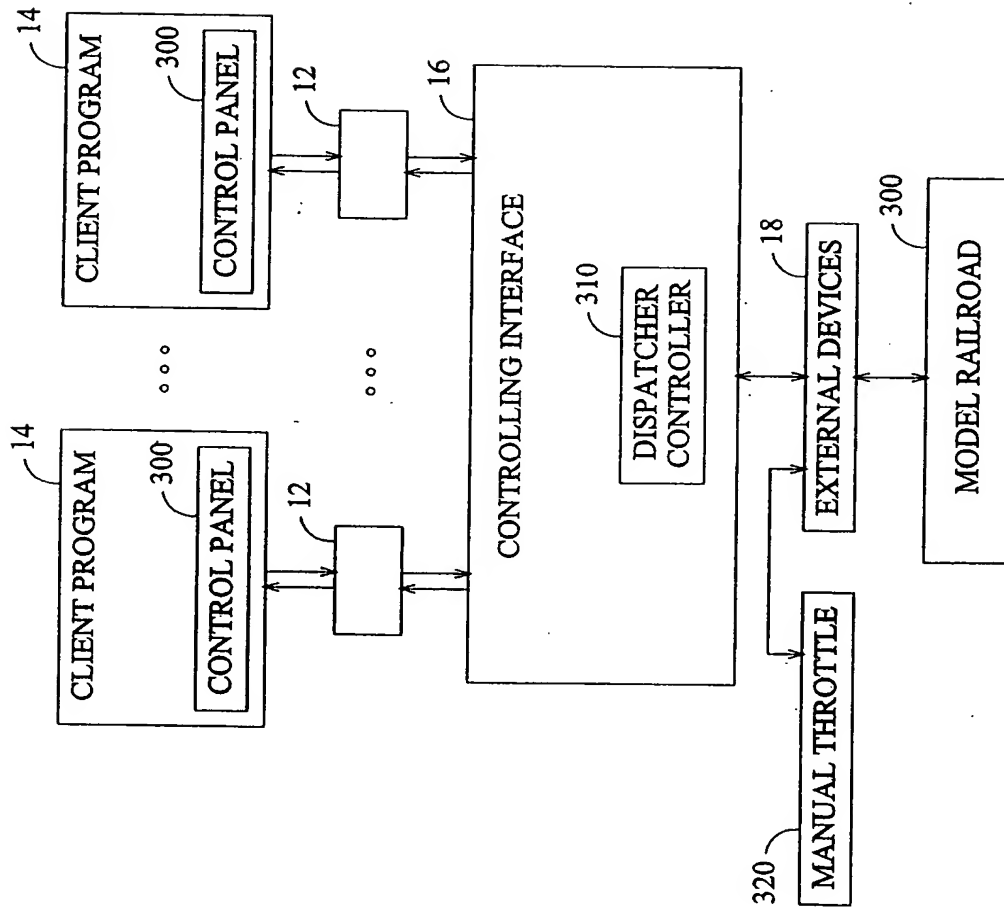 14
CLIENT PROGRAM
300
CONTROL PANEL
14
CLIENT PROGRAM
300
CONTROL PANEL
12
12
16
CONTROLLING INTERFACE
310
DISPATCHER
CONTROLLER
18
EXTERNAL DEVICES
320
MANUAL THROTTLE
300
MODEL RAILROAD